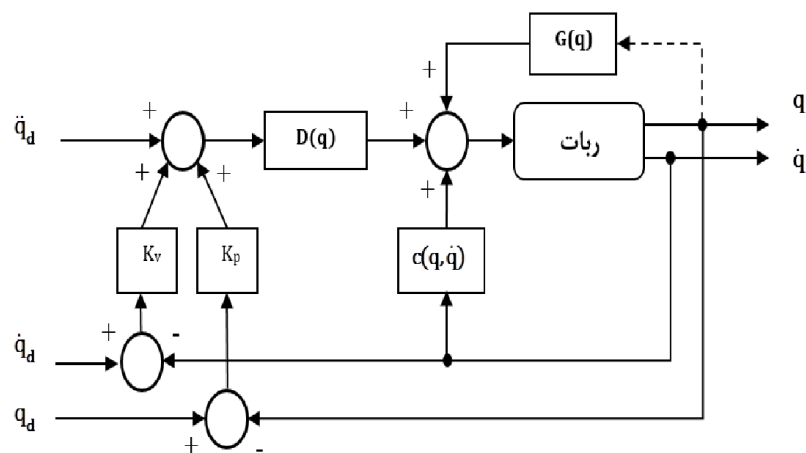 G(q)
+
q̈d
+
+
q
D(q)
ربات
q̇
+
+
+
Kv
Kp
c(q,q̇)
+
-
q̇d
qd
+
-